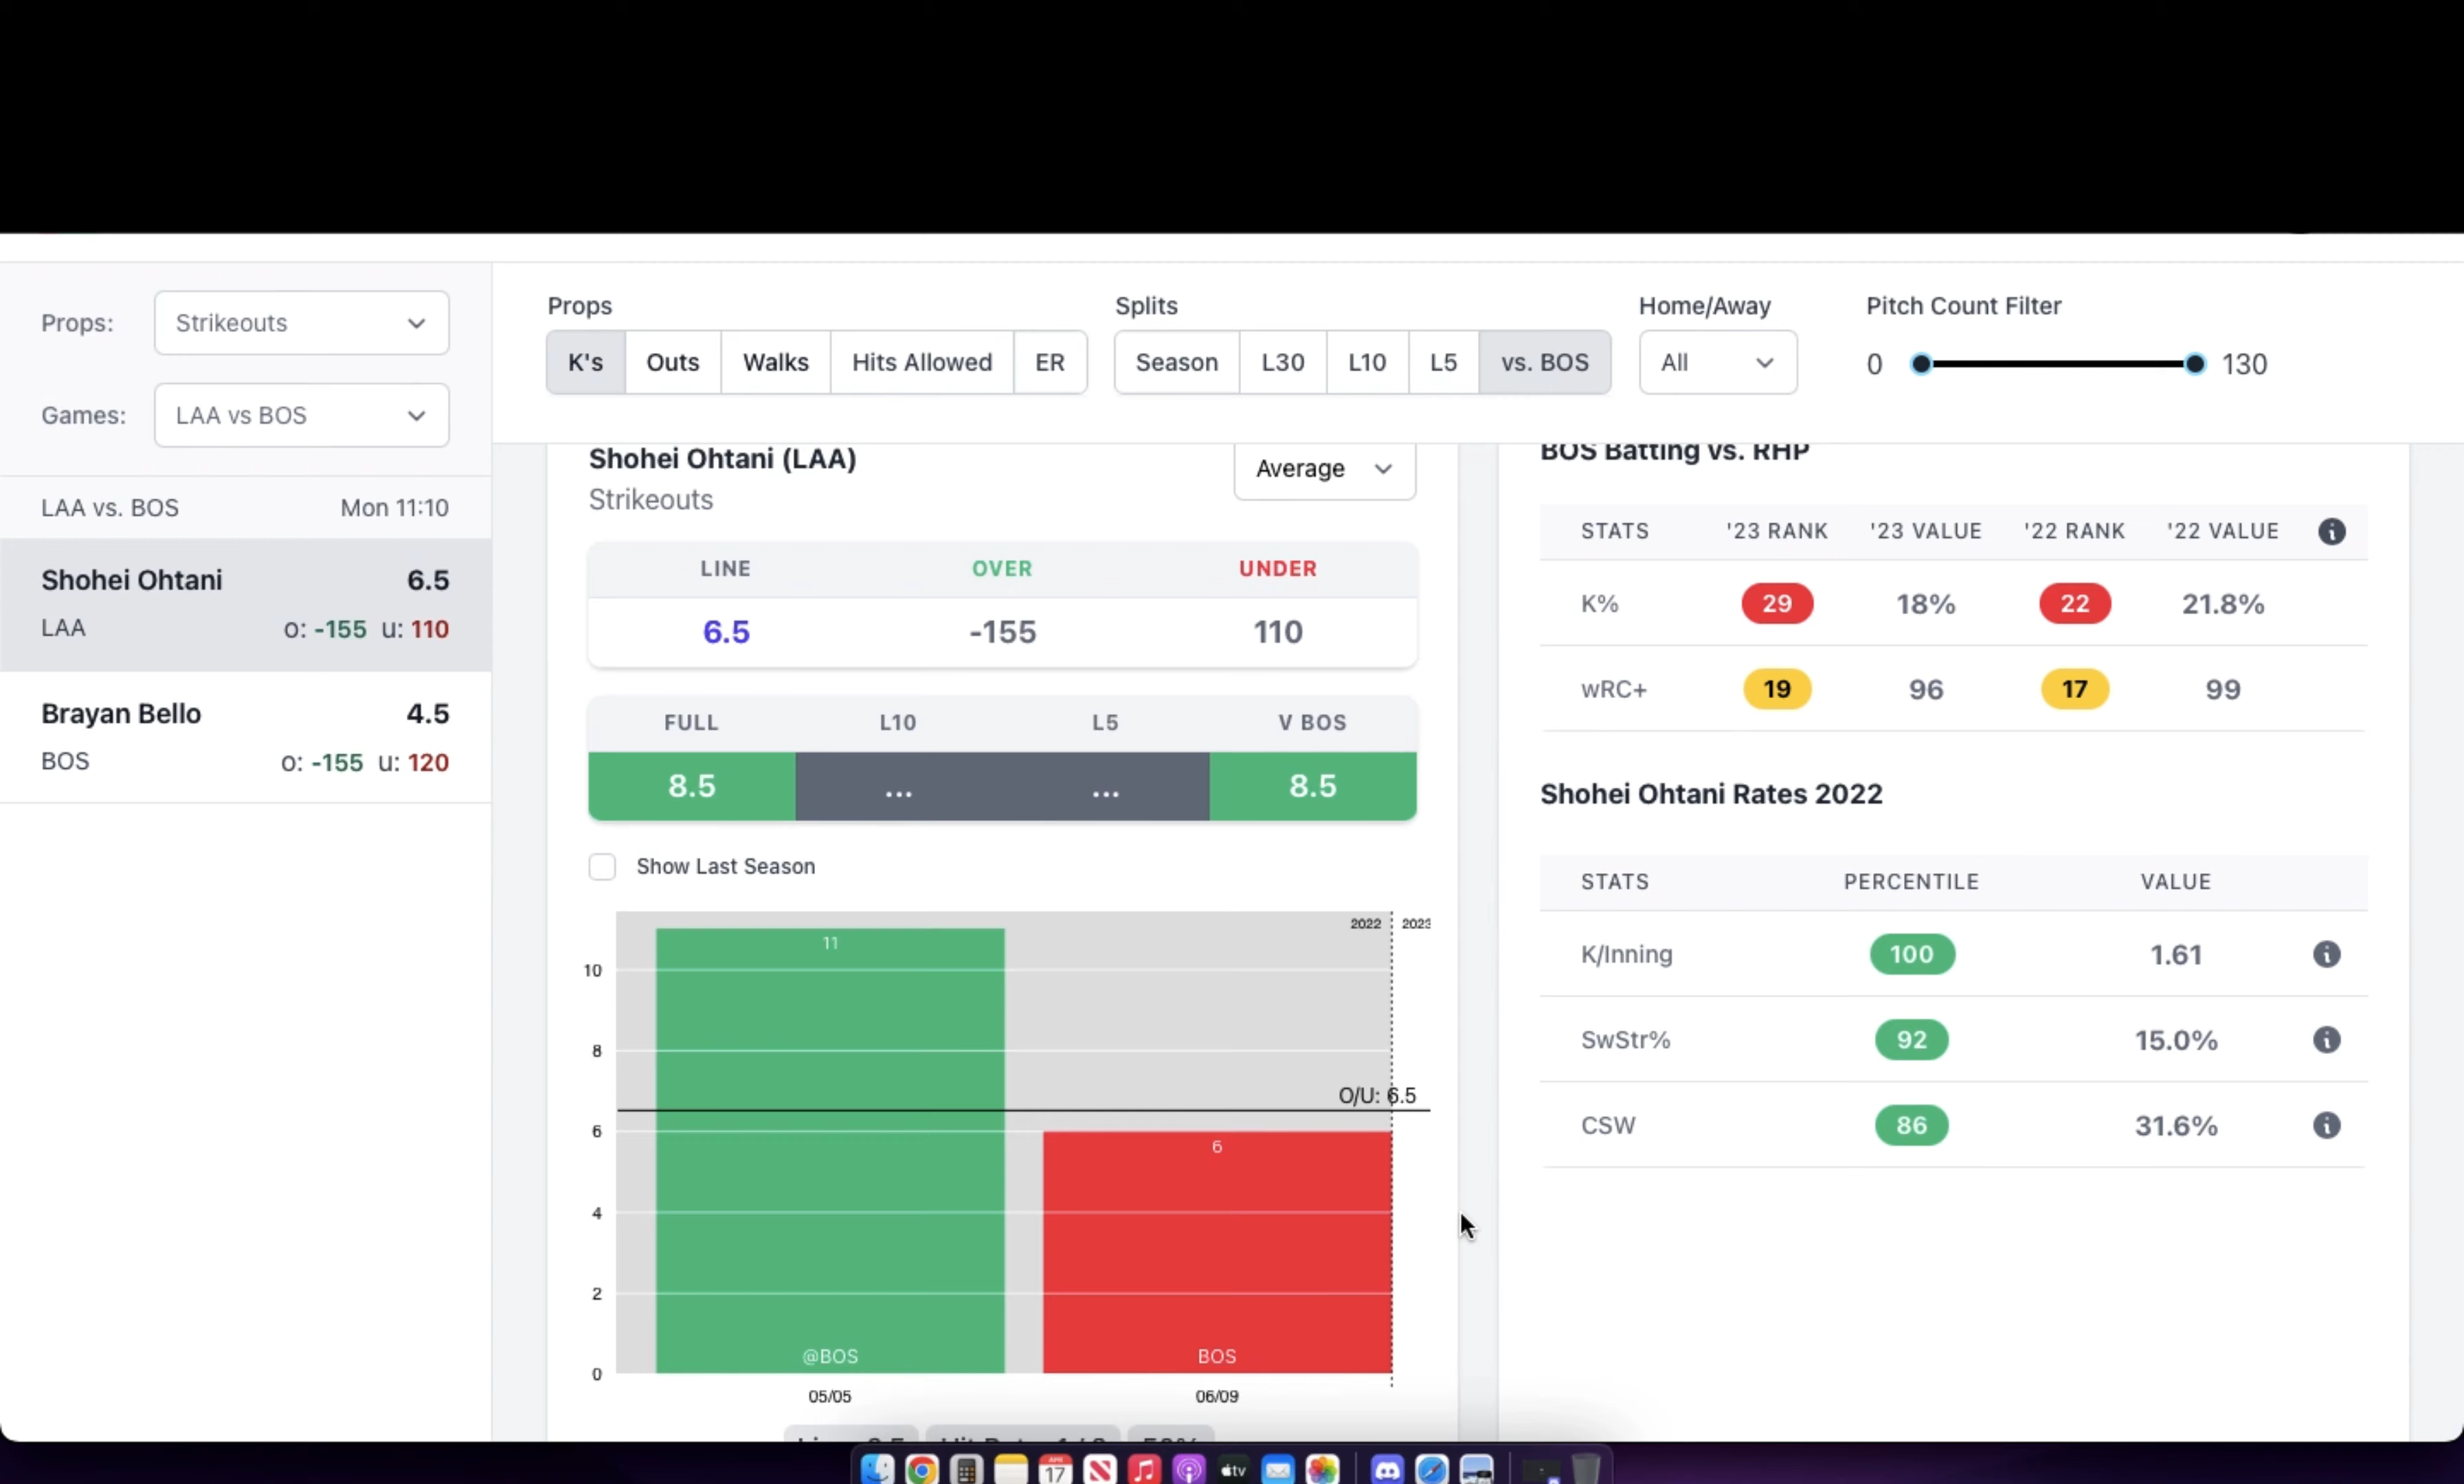 Props: Strikeouts
Games: LAA vs BOS
LAA vs. BOS Mon 11:10
Shohei Ohtani 6.5
LAA o: -155 u: 110
Brayan Bello 4.5
BOS o: -155 u: 120
Props Splits Home/Away Pitch Count Filter
K's Outs Walks Hits Allowed ER Season L30 L10 L5 vs. BOS All 0 130
Shohei Ohtani (LAA)
Strikeouts
Average
LINE OVER UNDER
6.5 -155 110
FULL L10 L5 V BOS
8.5 ... ... 8.5
Show Last Season
2022 2023
11
10
8
O/U: 6.5
6
6
4
2
0
@BOS BOS
05/05 06/09
BOS Batting vs. RHP
STATS '23 RANK '23 VALUE '22 RANK '22 VALUE
K% 29 18% 22 21.8%
wRC+ 19 96 17 99
Shohei Ohtani Rates 2022
STATS PERCENTILE VALUE
K/Inning 100 1.61
SwStr% 92 15.0%
CSW 86 31.6%
APR
17
tv